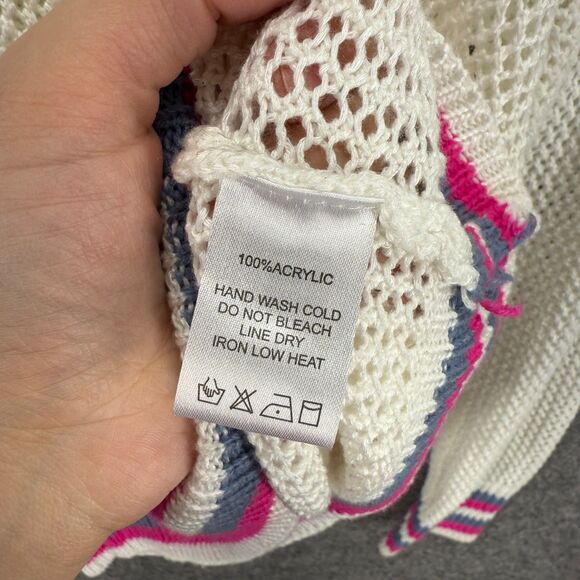 100%ACRYLIC
HAND WASH COLD
DO NOT BLEACH
LINE DRY
IRON LOW HEAT